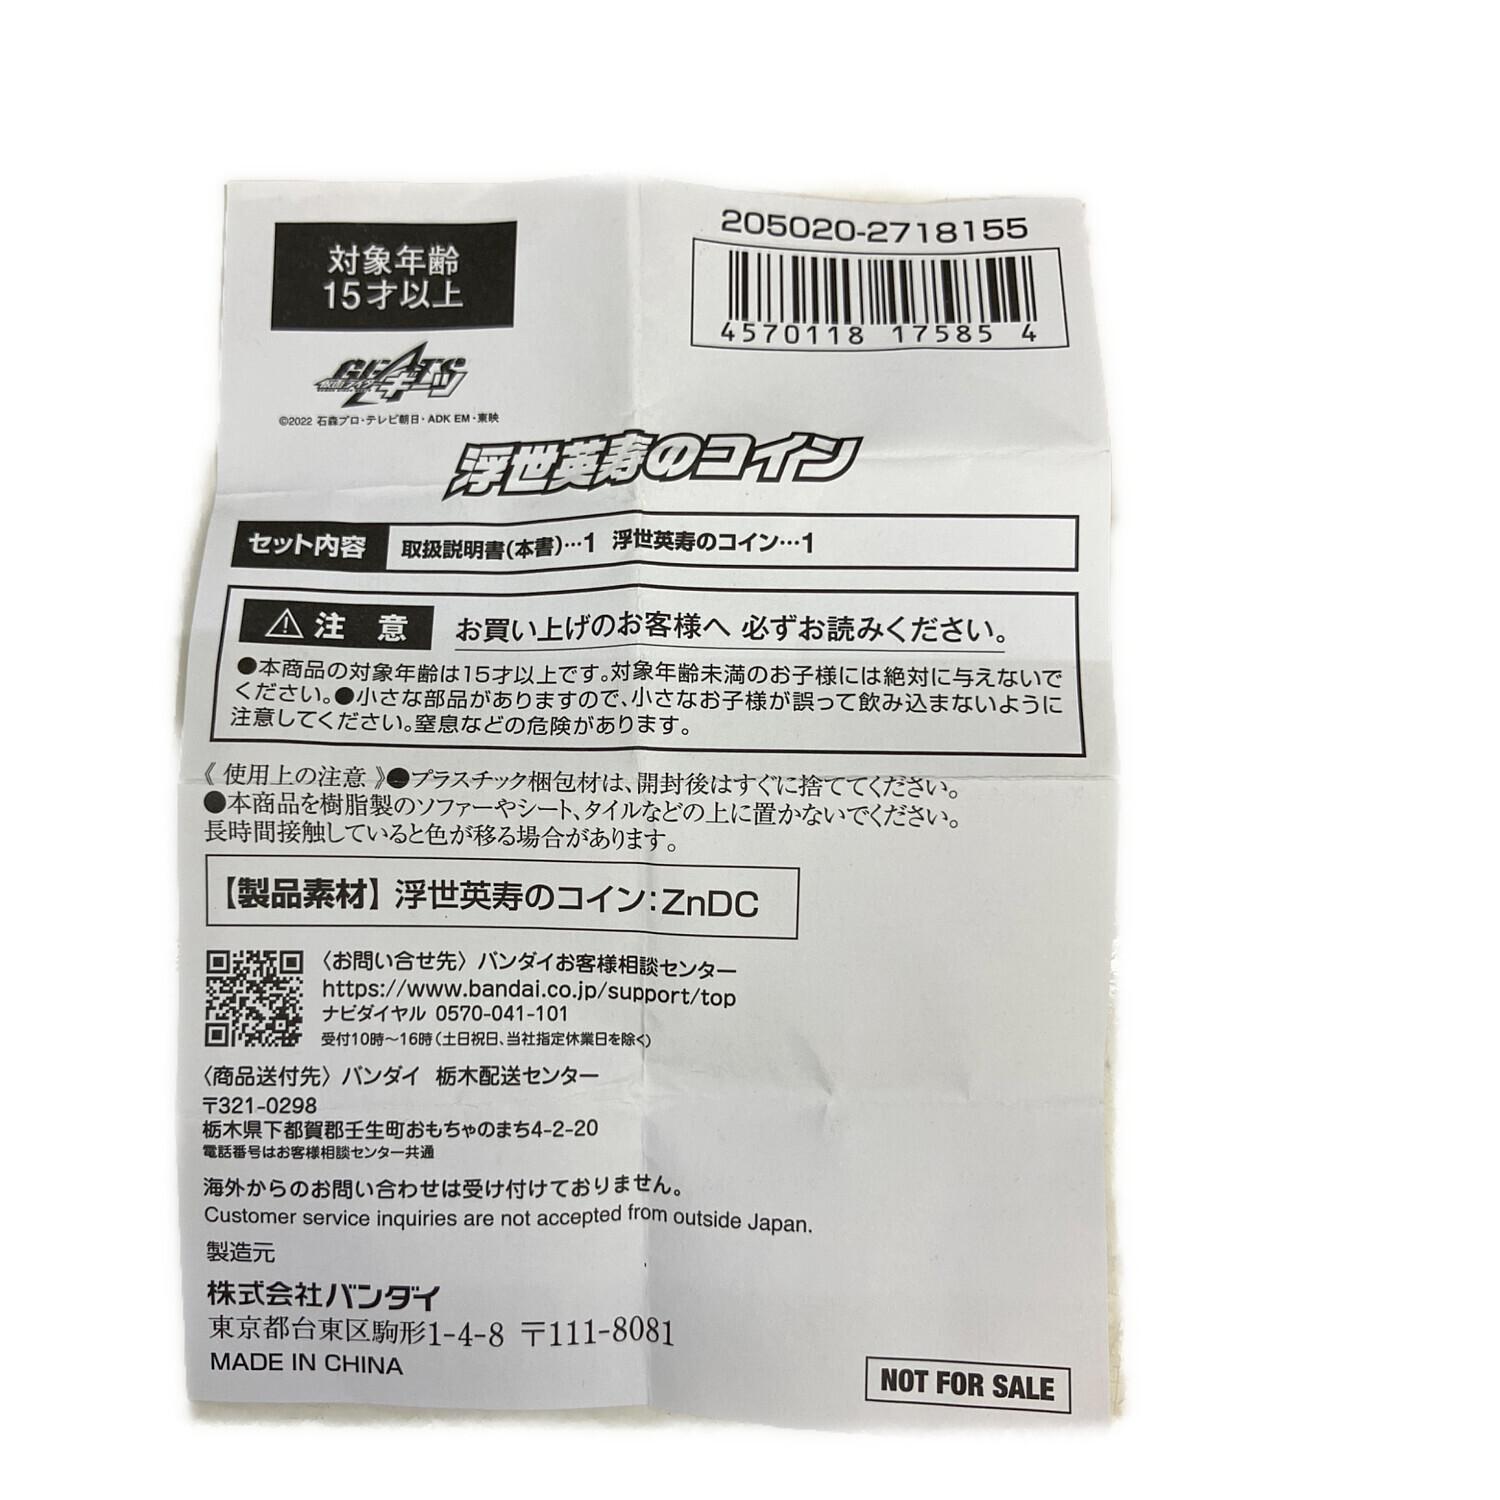 対象年齢
15才以上
205020-2718155
4570118 17585 4
GEATS
仮面ライダーギーツ
©2022 石森プロ・テレビ朝日・ADK EM・東映
浮世英寿のコイン
セット内容 取扱説明書(本書)…1 浮世英寿のコイン…1
⚠注 意 お買い上げのお客様へ 必ずお読みください。
●本商品の対象年齢は15才以上です。対象年齢未満のお子様には絶対に与えないで
ください。●小さな部品がありますので、小さなお子様が誤って飲み込まないように
注意してください。窒息などの危険があります。
《 使用上の注意 》●プラスチック梱包材は、開封後はすぐに捨ててください。
●本商品を樹脂製のソファーやシート、タイルなどの上に置かないでください。
長時間接触していると色が移る場合があります。
【製品素材】浮世英寿のコイン:ZnDC
〈お問い合せ先〉バンダイお客様相談センター
https://www.bandai.co.jp/support/top
ナビダイヤル 0570-041-101
受付10時～16時(土日祝日、当社指定休業日を除く)
〈商品送付先〉バンダイ 栃木配送センター
〒321-0298
栃木県下都賀郡壬生町おもちゃのまち4-2-20
電話番号はお客様相談センター共通
海外からのお問い合わせは受け付けておりません。
Customer service inquiries are not accepted from outside Japan.
製造元
株式会社バンダイ
東京都台東区駒形1-4-8 〒111-8081
MADE IN CHINA
NOT FOR SALE